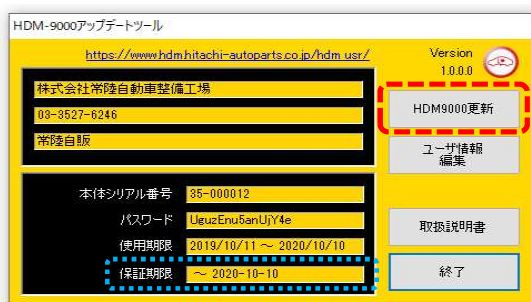 HDM-9000アップデートツール
https://www.hdm.hitachi-autoparts.co.jp/hdm_usr/
Version
1.0.0.0
株式会社常陸自動車整備工場
03-3527-6246
常陸自販
HDM9000更新
ユーザ情報
編集
本体シリアル番号 35-000012
パスワード UguzEnu5anUjY4e
使用期限 2019/10/11 ～ 2020/10/10
保証期限 ～ 2020-10-10
取扱説明書
終了